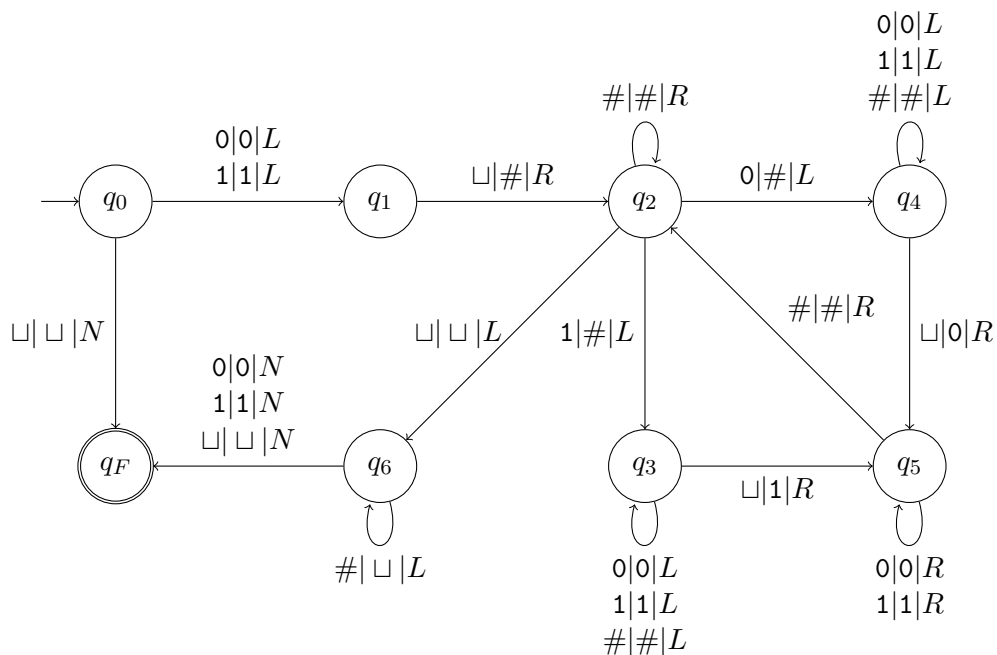 0|0|L
1|1|L
#|#|L
#|#|R
0|0|L
1|1|L
⊔|#|R
0|#|L
q0
q1
q2
q4
⊔|⊔|N
0|0|N
1|1|N
⊔|⊔|N
⊔|⊔|L
1|#|L
#|#|R
⊔|0|R
qF
q6
q3
q5
⊔|1|R
#|⊔|L
0|0|L
1|1|L
#|#|L
0|0|R
1|1|R